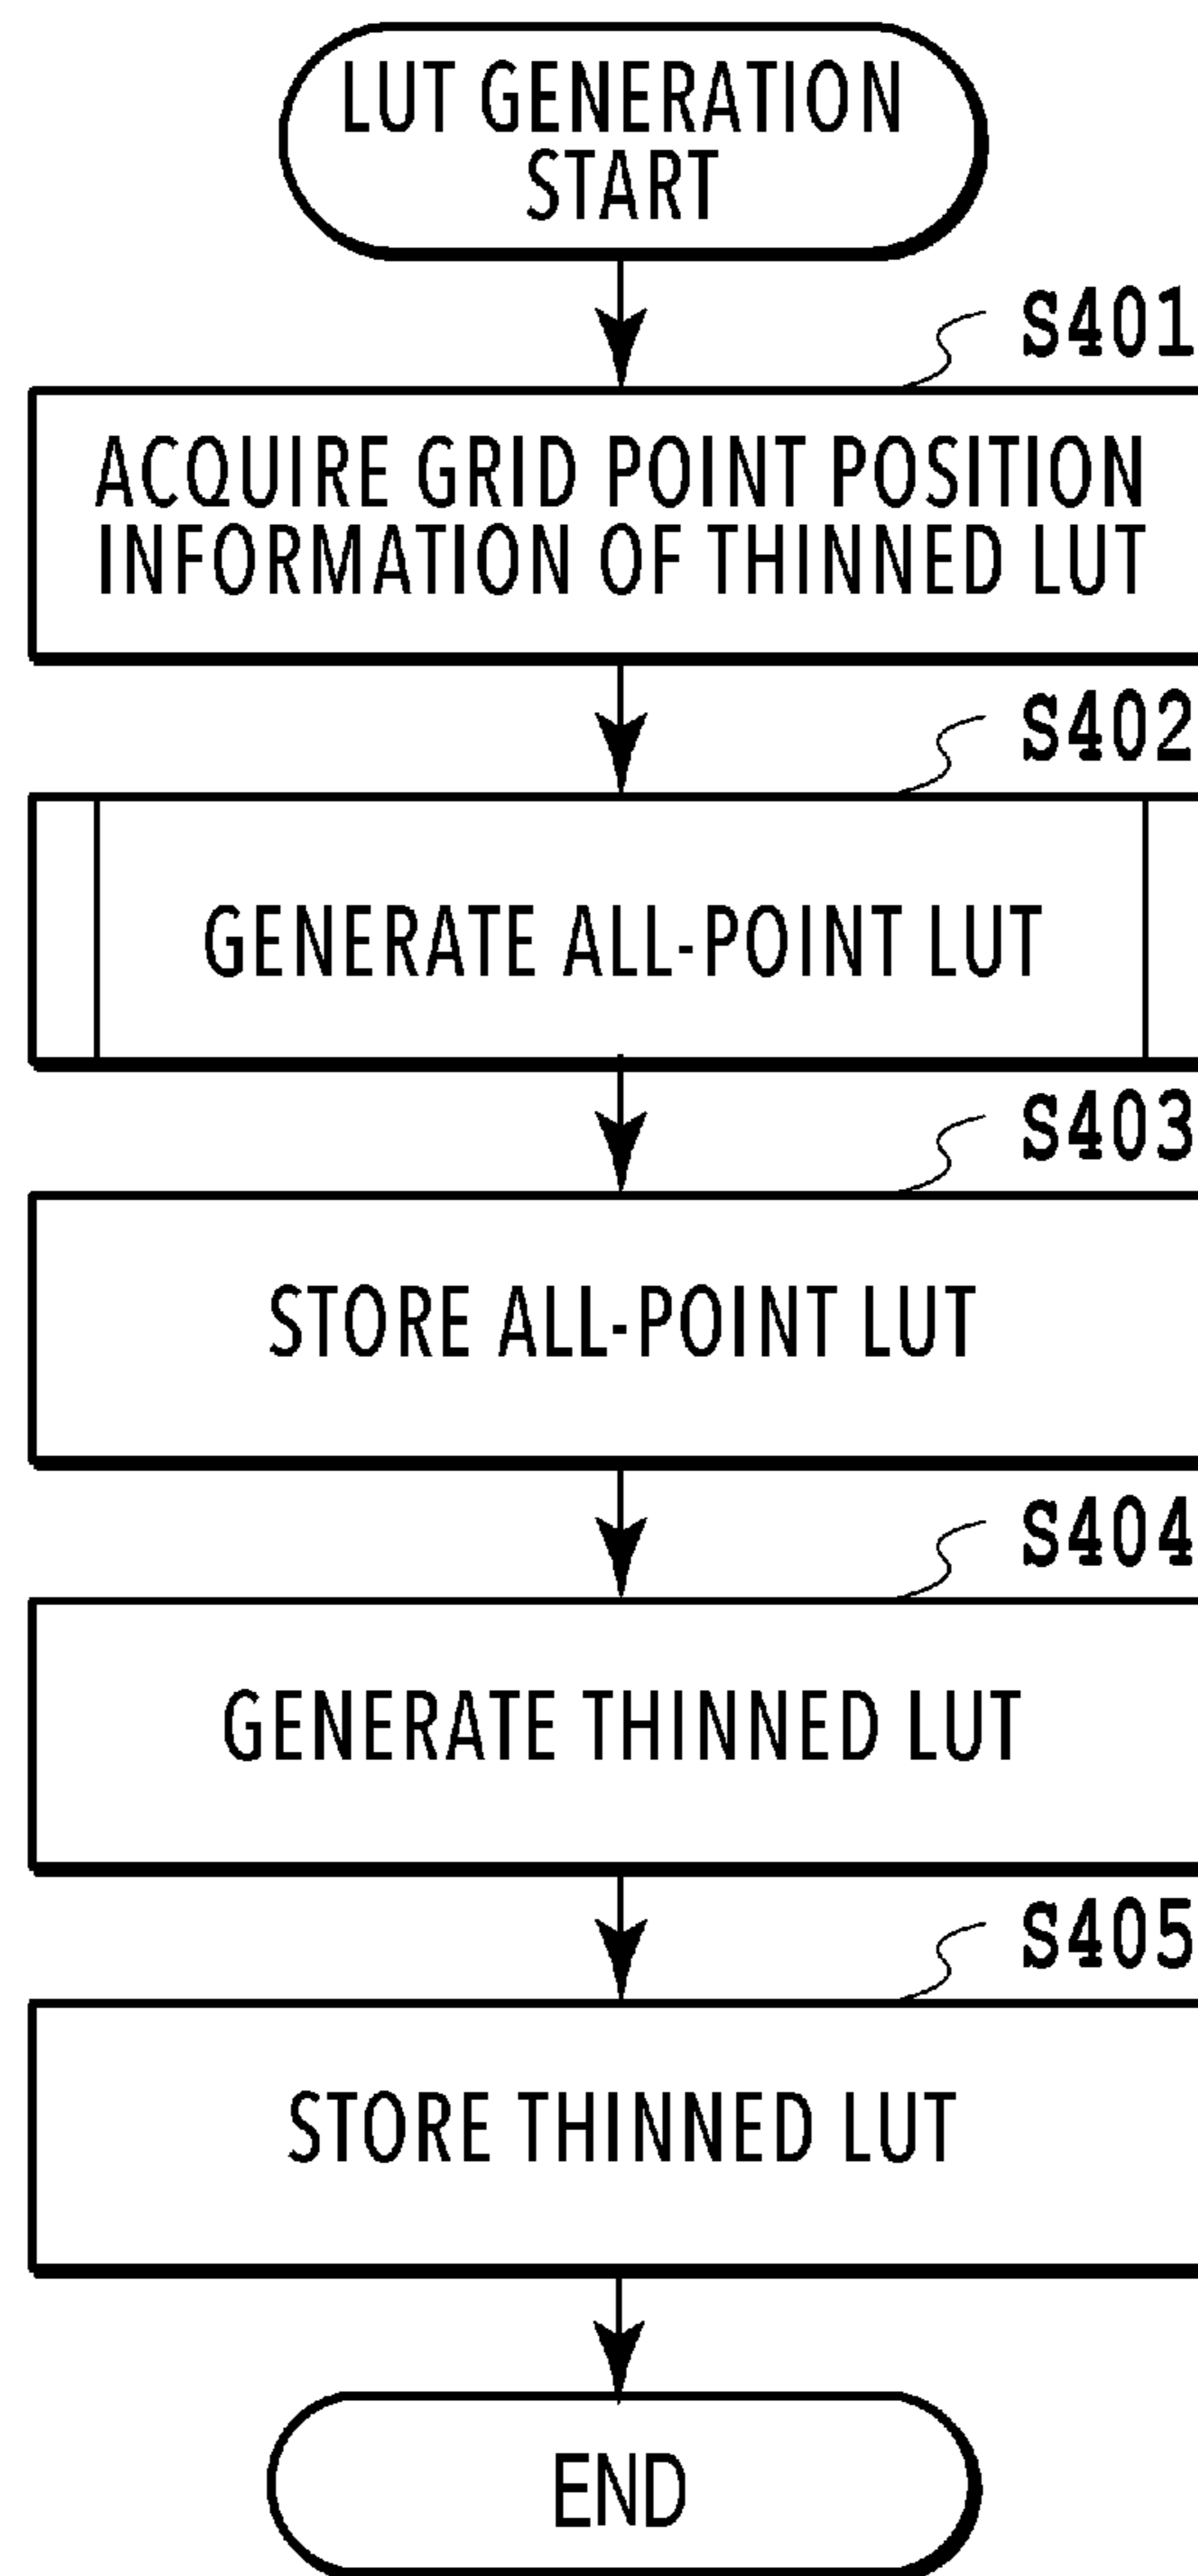 LUT GENERATION
START
S401
ACQUIRE GRID POINT POSITION
INFORMATION OF THINNED LUT
S402
GENERATE ALL-POINT LUT
S403
STORE ALL-POINT LUT
S404
GENERATE THINNED LUT
S405
STORE THINNED LUT
END